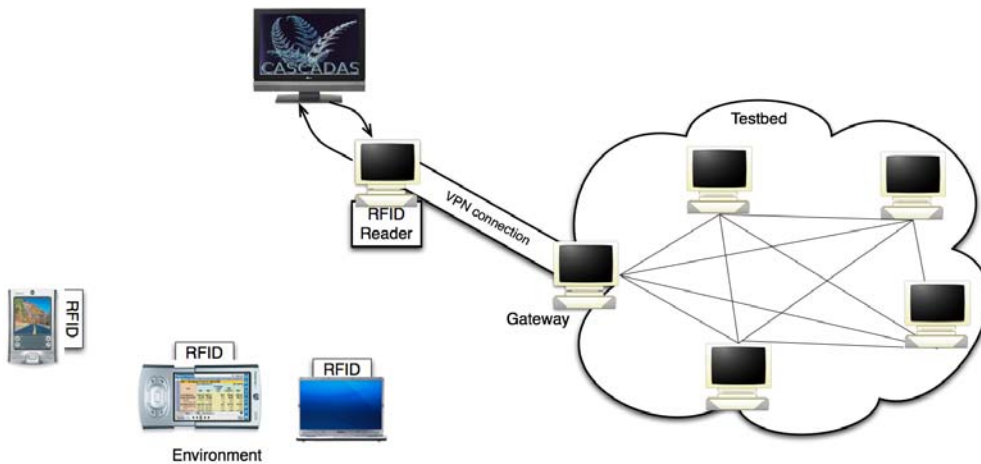 CASCADAS
Testbed
RFID
Reader
VPN connection
Gateway
RFID
RFID
RFID
Environment